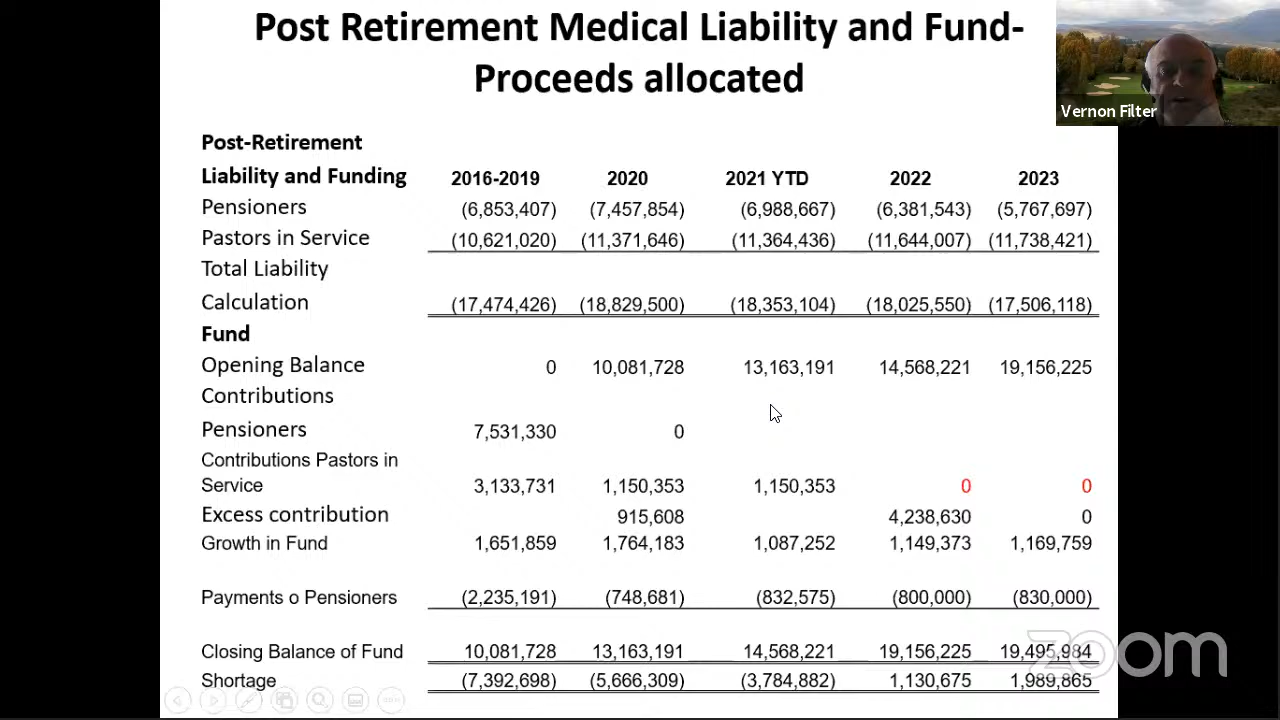 Post Retirement Medical Liability and Fund-
Proceeds allocated
Vernon Filter
Post-Retirement
Liability and Funding 2016-2019 2020 2021 YTD 2022 2023
Pensioners (6,853,407) (7,457,854) (6,988,667) (6,381,543) (5,767,697)
Pastors in Service (10,621,020) (11,371,646) (11,364,436) (11,644,007) (11,738,421)
Total Liability
Calculation (17,474,426) (18,829,500) (18,353,104) (18,025,550) (17,506,118)
Fund
Opening Balance 0 10,081,728 13,163,191 14,568,221 19,156,225
Contributions
Pensioners 7,531,330 0
Contributions Pastors in
Service 3,133,731 1,150,353 1,150,353 0 0
Excess contribution 915,608 4,238,630 0
Growth in Fund 1,651,859 1,764,183 1,087,252 1,149,373 1,169,759
Payments o Pensioners (2,235,191) (748,681) (832,575) (800,000) (830,000)
Closing Balance of Fund 10,081,728 13,163,191 14,568,221 19,156,225 19,495,984
Shortage (7,392,698) (5,666,309) (3,784,882) 1,130,675 1,989,865
zoom